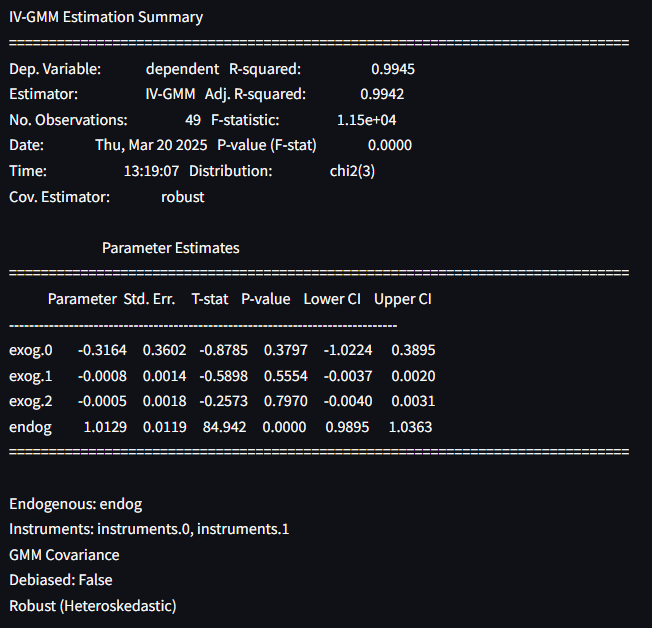 IV-GMM Estimation Summary
==============================================================================
Dep. Variable: dependent R-squared: 0.9945
Estimator: IV-GMM Adj. R-squared: 0.9942
No. Observations: 49 F-statistic: 1.15e+04
Date: Thu, Mar 20 2025 P-value (F-stat) 0.0000
Time: 13:19:07 Distribution: chi2(3)
Cov. Estimator: robust
Parameter Estimates
==============================================================================
Parameter Std. Err. T-stat P-value Lower CI Upper CI
------------------------------------------------------------------------------
exog.0 -0.3164 0.3602 -0.8785 0.3797 -1.0224 0.3895
exog.1 -0.0008 0.0014 -0.5898 0.5554 -0.0037 0.0020
exog.2 -0.0005 0.0018 -0.2573 0.7970 -0.0040 0.0031
endog 1.0129 0.0119 84.942 0.0000 0.9895 1.0363
==============================================================================
Endogenous: endog
Instruments: instruments.0, instruments.1
GMM Covariance
Debiased: False
Robust (Heteroskedastic)